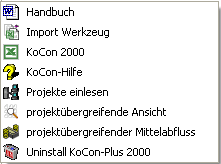 Handbuch
Import Werkzeug
KoCon 2000
KoCon-Hilfe
Projekte einlesen
projektübergreifende Ansicht
projektübergreifender Mittelabfluss
Uninstall KoCon-Plus 2000